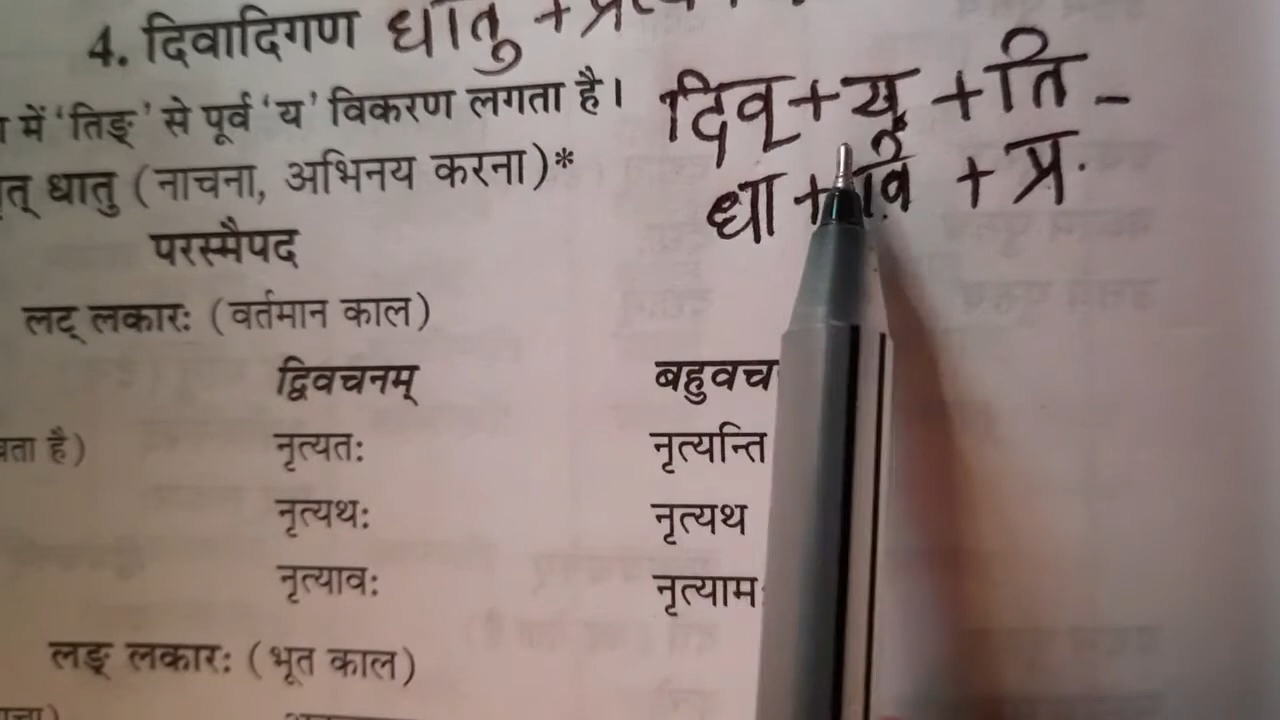 4. दिवादिगण धातु +
में 'तिङ्' से पूर्व 'य' विकरण लगता है।
दिव्+य् +ति –
धातु (नाचना, अभिनय करना)*
धा + वि + प्र.
परस्मैपद
लट् लकारः (वर्तमान काल)
द्विवचनम् बहुवच
है) नृत्यतः नृत्यन्ति
नृत्यथः नृत्यथ
नृत्यावः नृत्याम
लङ् लकारः (भूत काल)